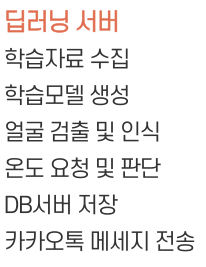 딥러닝 서버
학습자료 수집
학습모델 생성
얼굴 검출 및 인식
온도 요청 및 판단
DB서버 저장
카카오톡 메세지 전송